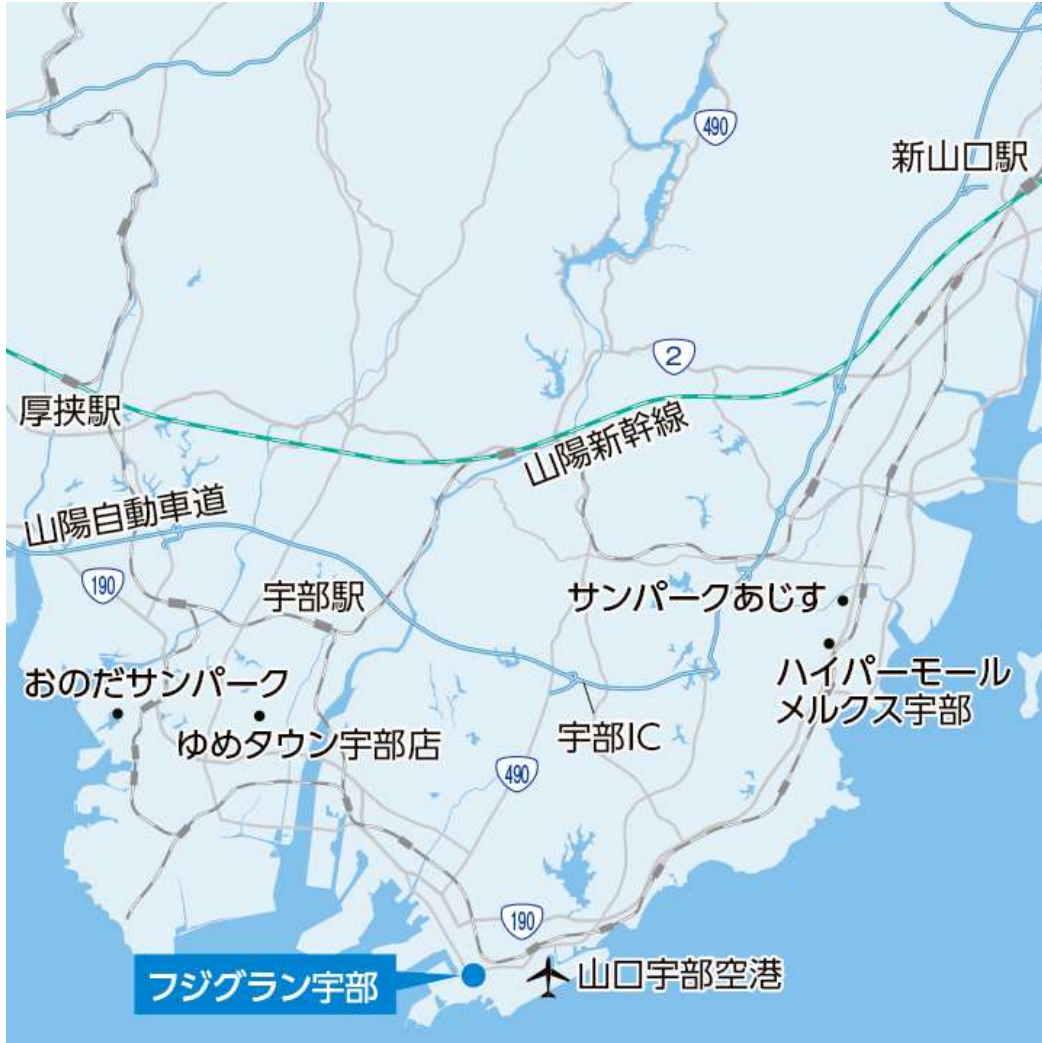 490
新山口駅
2
厚挟駅
山陽新幹線
山陽自動車道
190
宇部駅
サンパークあじす
おのだサンパーク
ハイパーモール
メルクス宇部
ゆめタウン宇部店
宇部IC
490
190
フジグラン宇部
山口宇部空港